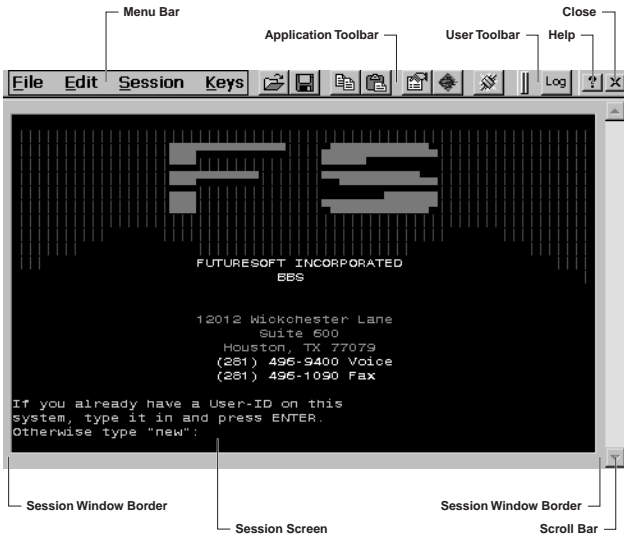 Menu Bar
Close
Application Toolbar
User Toolbar
Help
File Edit Session Keys Log ? X
FS
FUTURESOFT INCORPORATED
BBS
12012 Wickchester Lane
Suite 600
Houston, TX 77079
(281) 496-9400 Voice
(281) 496-1090 Fax
If you already have a User-ID on this
system, type it in and press ENTER.
Otherwise type "new":
Session Window Border
Session Window Border
Session Screen
Scroll Bar